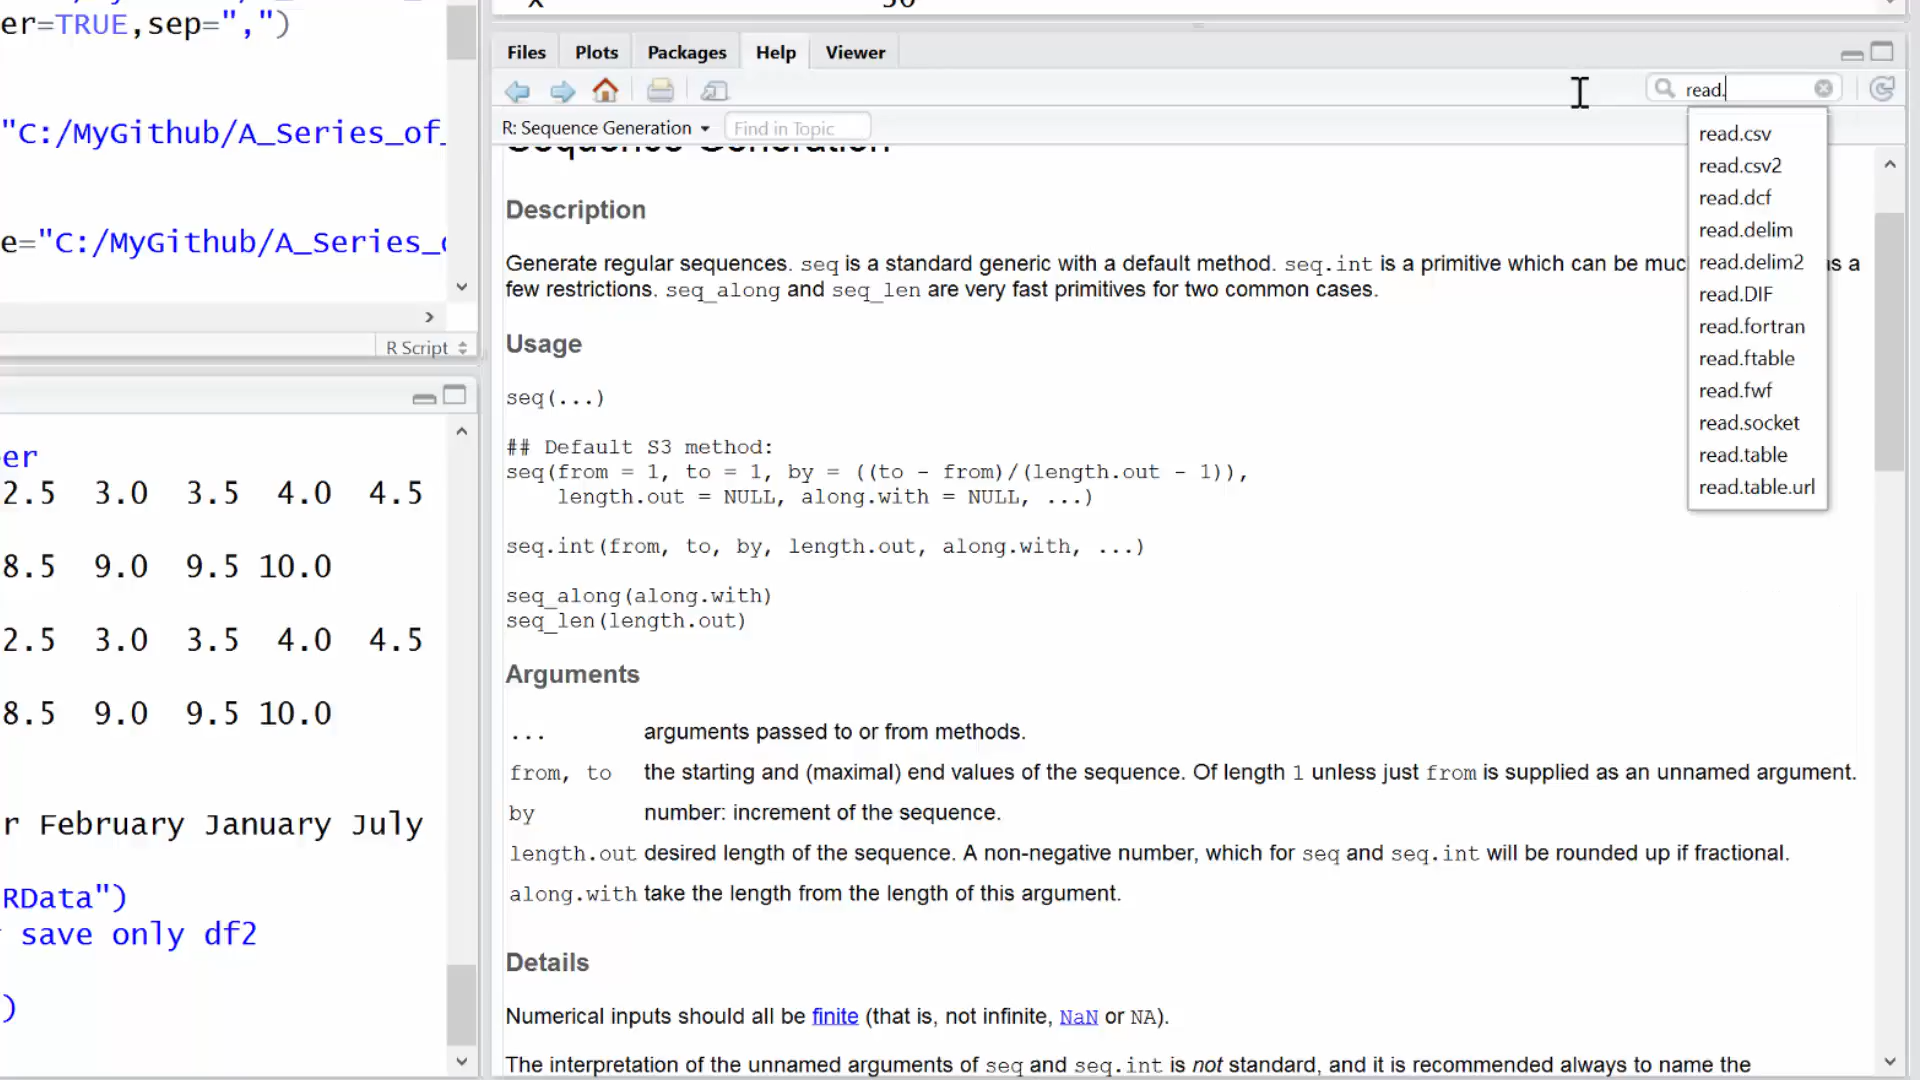 er=TRUE,sep=",")
"C:/MyGithub/A_Series_of_
e="C:/MyGithub/A_Series_
R Script
er
2.5 3.0 3.5 4.0 4.5
8.5 9.0 9.5 10.0
2.5 3.0 3.5 4.0 4.5
8.5 9.0 9.5 10.0
r February January July
RData")
save only df2
)
Files Plots Packages Help Viewer
read.
R: Sequence Generation Find in Topic
read.csv
read.csv2
read.dcf
read.delim
read.delim2
read.DIF
read.fortran
read.ftable
read.fwf
read.socket
read.table
read.table.url
Sequence Generation
Description
Generate regular sequences. seq is a standard generic with a default method. seq.int is a primitive which can be a
few restrictions. seq_along and seq_len are very fast primitives for two common cases.
Usage
seq(...)
## Default S3 method:
seq(from = 1, to = 1, by = ((to - from)/(length.out - 1)),
length.out = NULL, along.with = NULL, ...)
seq.int(from, to, by, length.out, along.with, ...)
seq_along(along.with)
seq_len(length.out)
Arguments
... arguments passed to or from methods.
from, to the starting and (maximal) end values of the sequence. Of length 1 unless just from is supplied as an unnamed argument.
by number: increment of the sequence.
length.out desired length of the sequence. A non-negative number, which for seq and seq.int will be rounded up if fractional.
along.with take the length from the length of this argument.
Details
Numerical inputs should all be finite (that is, not infinite, NaN or NA).
The interpretation of the unnamed arguments of seq and seq.int is not standard, and it is recommended always to name the